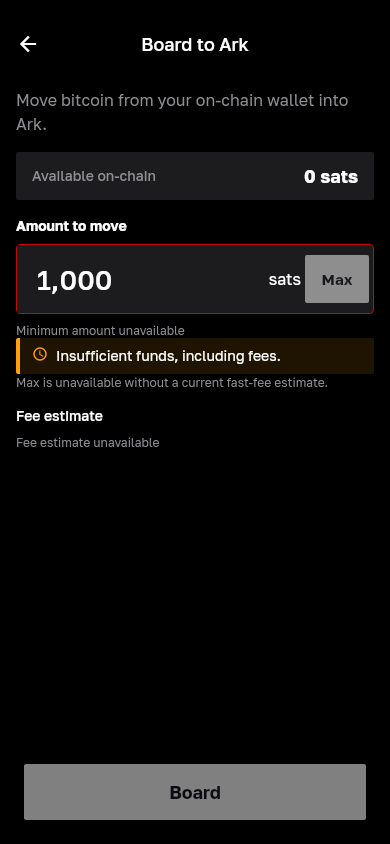 Board to Ark
Move bitcoin from your on-chain wallet into
Ark.
Available on-chain
0 sats
Amount to move
1,000
sats
Max
Minimum amount unavailable
Insufficient funds, including fees.
Max is unavailable without a current fast-fee estimate.
Fee estimate
Fee estimate unavailable
Board